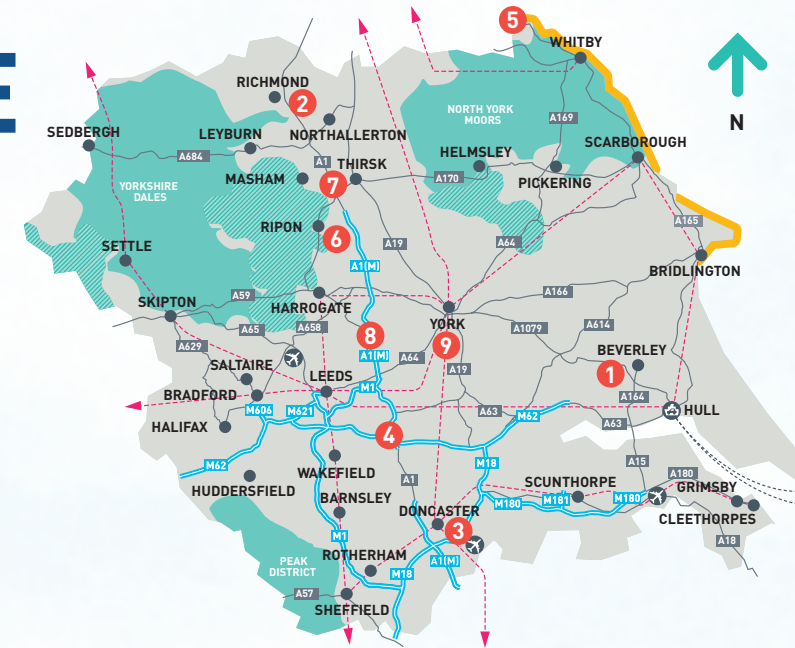 E
5
WHITBY
N
RICHMOND
2
NORTH YORK
MOORS
A169
SEDBERGH
LEYBURN
NORTHALLERTON
SCARBOROUGH
A684
A1
THIRSK
HELMSLEY
MASHAM
7
A170
PICKERING
YORKSHIRE
DALES
RIPON
6
A19
A64
A165
SETTLE
A1(M)
BRIDLINGTON
SKIPTON
A59
HARROGATE
A166
A65
A658
8
YORK
A1079
A614
A629
A1(M)
A64
9
BEVERLEY
SALTAIRE
LEEDS
M1
A19
1
BRADFORD
A164
M606
M621
A63
M62
HULL
HALIFAX
4
A63
M62
WAKEFIELD
M18
A15
HUDDERSFIELD
A1
SCUNTHORPE
A180
GRIMSBY
BARNSLEY
M180
M181
M180
DONCASTER
CLEETHORPES
M1
3
A18
PEAK
DISTRICT
ROTHERHAM
A1(M)
M18
A57
SHEFFIELD